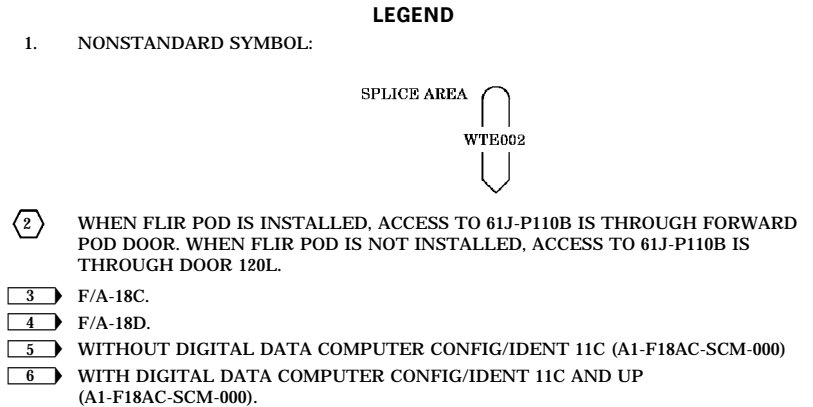 LEGEND
1. NONSTANDARD SYMBOL:
SPLICE AREA
WTE002
2 WHEN FLIR POD IS INSTALLED, ACCESS TO 61J-P110B IS THROUGH FORWARD
POD DOOR. WHEN FLIR POD IS NOT INSTALLED, ACCESS TO 61J-P110B IS
THROUGH DOOR 120L.
3 F/A-18C.
4 F/A-18D.
5 WITHOUT DIGITAL DATA COMPUTER CONFIG/IDENT 11C (A1-F18AC-SCM-000)
6 WITH DIGITAL DATA COMPUTER CONFIG/IDENT 11C AND UP
(A1-F18AC-SCM-000).